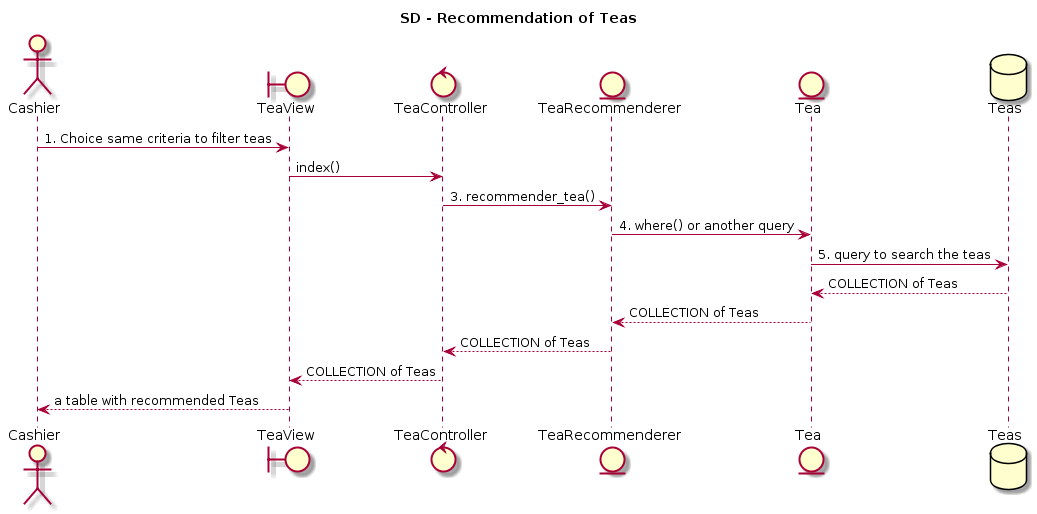 SD - Recommendation of Teas
Cashier TeaView TeaController TeaRecommenderer Tea Teas
1. Choice same criteria to filter teas
index()
3. recommender_tea()
4. where() or another query
5. query to search the teas
COLLECTION of Teas
COLLECTION of Teas
COLLECTION of Teas
COLLECTION of Teas
a table with recommended Teas
Cashier TeaView TeaController TeaRecommenderer Tea Teas